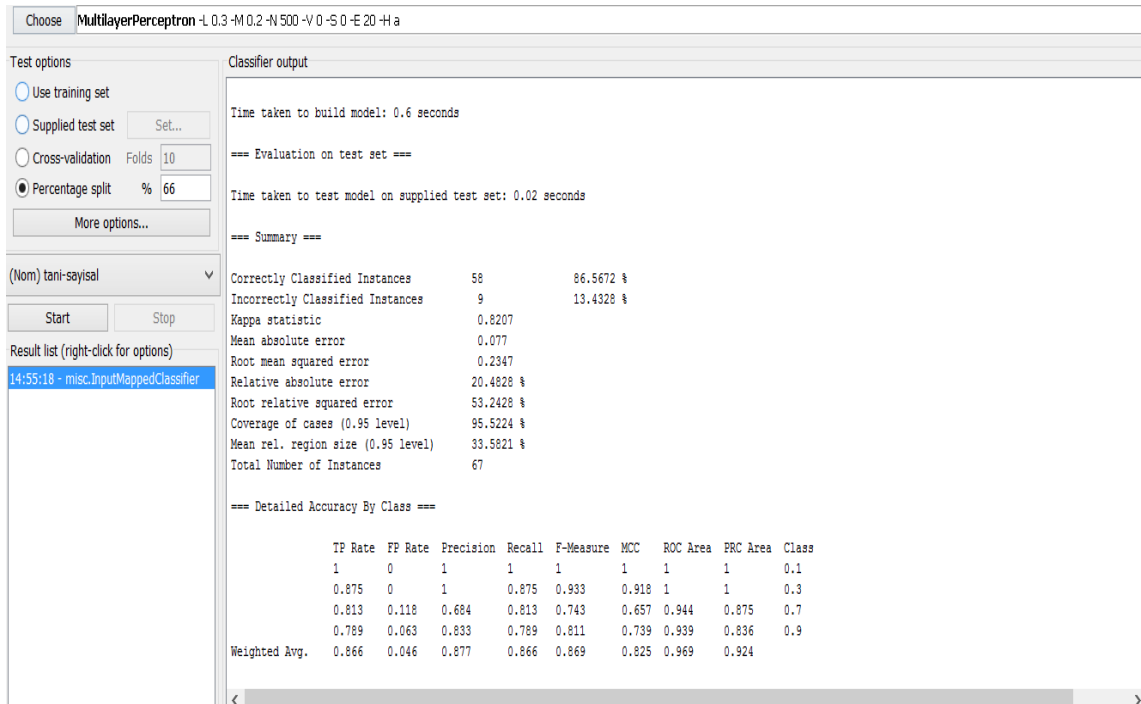 Choose MultilayerPerceptron -L 0.3 -M 0.2 -N 500 -V 0 -S 0 -E 20 -H a
Test options
Use training set
Supplied test set Set...
Cross-validation Folds 10
Percentage split % 66
More options...
(Nom) tani-sayisal
Start Stop
Result list (right-click for options)
14:55:18 - misc.InputMappedClassifier
Classifier output
Time taken to build model: 0.6 seconds
=== Evaluation on test set ===
Time taken to test model on supplied test set: 0.02 seconds
=== Summary ===
Correctly Classified Instances 58 86.5672 %
Incorrectly Classified Instances 9 13.4328 %
Kappa statistic 0.8207
Mean absolute error 0.077
Root mean squared error 0.2347
Relative absolute error 20.4828 %
Root relative squared error 53.2428 %
Coverage of cases (0.95 level) 95.5224 %
Mean rel. region size (0.95 level) 33.5821 %
Total Number of Instances 67
=== Detailed Accuracy By Class ===
TP Rate FP Rate Precision Recall F-Measure MCC ROC Area PRC Area Class
1 0 1 1 1 1 1 1 0.1
0.875 0 1 0.875 0.933 0.918 1 1 0.3
0.813 0.118 0.684 0.813 0.743 0.657 0.944 0.875 0.7
0.789 0.063 0.833 0.789 0.811 0.739 0.939 0.836 0.9
Weighted Avg. 0.866 0.046 0.877 0.866 0.869 0.825 0.969 0.924